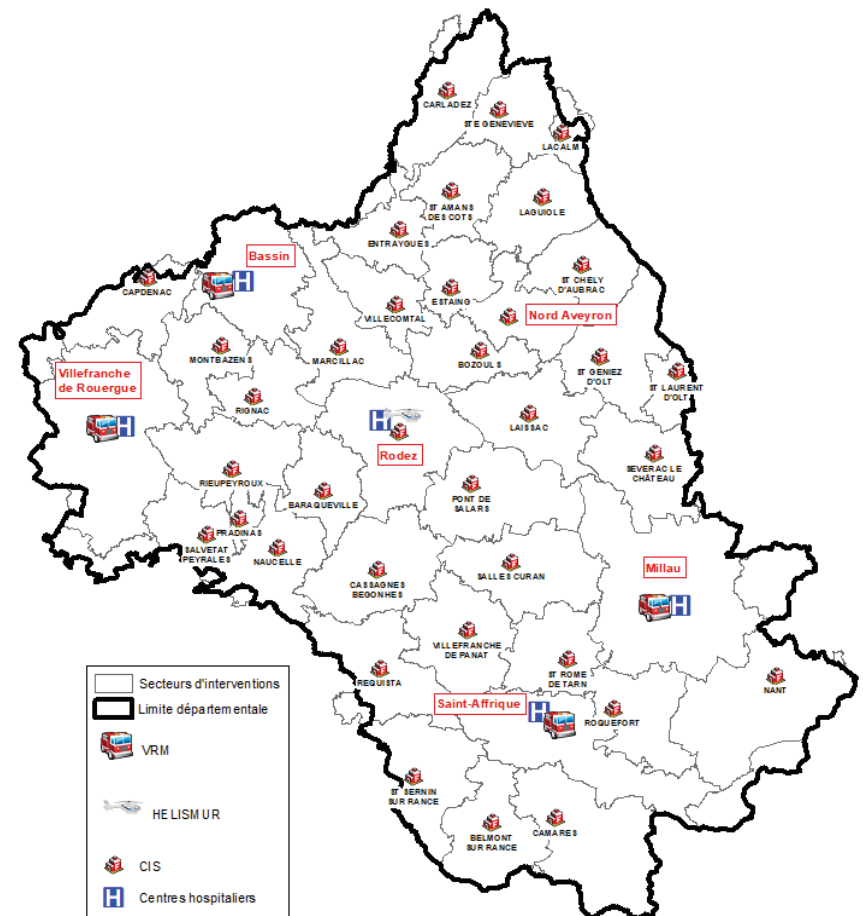 CARLADEZ
STE GENEVIEVE
LACALM
ST AMANS
DES COTS
LAGUIOLE
ENTRAYGUES
Bassin
CAPDENAC
ST CHELY
D'AUBRAC
ESTAING
VILLECOMTAL
Nord Aveyron
MONTBAZENS
MARCILLAC
BOZOULS
ST GENIEZ
D'OLT
ST LAURENT
D'OLT
Villefranche
de Rouergue
RIGNAC
LAISSAC
Rodez
SEVERAC LE
CHÂTEAU
RIEUPEYROUX
BARAQUEVILLE
PONT DE
SALARS
PRADINAS
SALVETAT
PEYRALES
NAUCELLE
CASSAGNES
BEGONHES
SALLES CURAN
Millau
VILLEFRANCHE
DE PANAT
REQUISTA
ST ROME
DE TARN
NANT
Saint-Affrique
ROQUEFORT
ST SERNIN
SUR RANCE
BELMONT
SUR RANCE
CAMARES
Secteurs d'interventions
Limite départementale
VRM
HELISMUR
CIS
H Centres hospitaliers